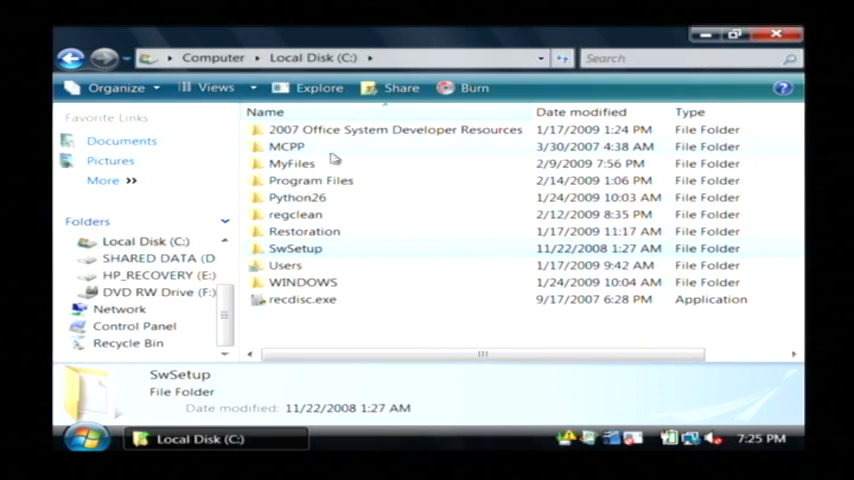 Computer Local Disk (C:) Search
Organize Views Explore Share Burn
Favorite Links
Documents
Pictures
More
Folders
Local Disk (C:)
SHARED DATA (D
HP_RECOVERY (E:)
DVD RW Drive (F:)
Network
Control Panel
Recycle Bin
Name Date modified Type
2007 Office System Developer Resources 1/17/2009 1:24 PM File Folder
MCPP 3/30/2007 4:38 AM File Folder
MyFiles 2/9/2009 7:56 PM File Folder
Program Files 2/14/2009 1:06 PM File Folder
Python26 1/24/2009 10:03 AM File Folder
regclean 2/12/2009 8:35 PM File Folder
Restoration 1/17/2009 11:17 AM File Folder
SwSetup 11/22/2008 1:27 AM File Folder
Users 1/17/2009 9:42 AM File Folder
WINDOWS 1/24/2009 10:04 AM File Folder
recdisc.exe 9/17/2007 6:28 PM Application
SwSetup
File Folder
Date modified: 11/22/2008 1:27 AM
Local Disk (C:) 7:25 PM